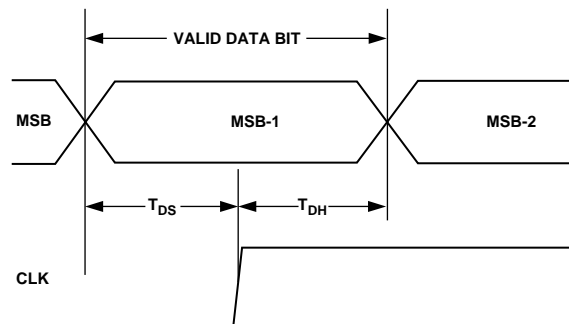 VALID DATA BIT
MSB MSB-1 MSB-2
T_DS T_DH
CLK